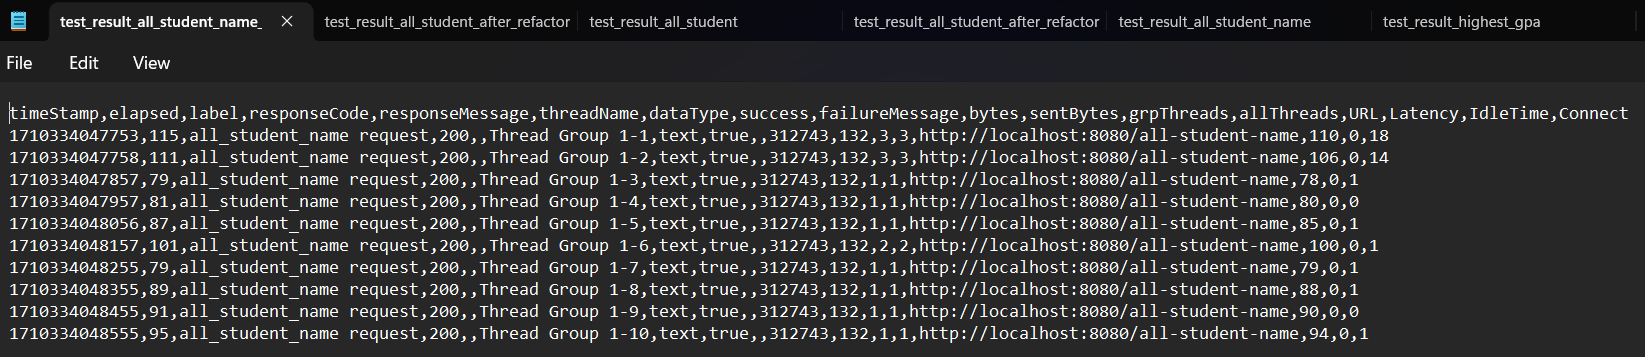 test_result_all_student_name_ test_result_all_student_after_refactor test_result_all_student test_result_all_student_after_refactor test_result_all_student_name test_result_highest_gpa
File Edit View
timeStamp,elapsed,label,responseCode,responseMessage,threadName,dataType,success,failureMessage,bytes,sentBytes,grpThreads,allThreads,URL,Latency,IdleTime,Connect
1710334047753,115,all_student_name request,200,,Thread Group 1-1,text,true,,312743,132,3,3,http://localhost:8080/all-student-name,110,0,18
1710334047758,111,all_student_name request,200,,Thread Group 1-2,text,true,,312743,132,3,3,http://localhost:8080/all-student-name,106,0,14
1710334047857,79,all_student_name request,200,,Thread Group 1-3,text,true,,312743,132,1,1,http://localhost:8080/all-student-name,78,0,1
1710334047957,81,all_student_name request,200,,Thread Group 1-4,text,true,,312743,132,1,1,http://localhost:8080/all-student-name,80,0,0
1710334048056,87,all_student_name request,200,,Thread Group 1-5,text,true,,312743,132,1,1,http://localhost:8080/all-student-name,85,0,1
1710334048157,101,all_student_name request,200,,Thread Group 1-6,text,true,,312743,132,2,2,http://localhost:8080/all-student-name,100,0,1
1710334048255,79,all_student_name request,200,,Thread Group 1-7,text,true,,312743,132,1,1,http://localhost:8080/all-student-name,79,0,1
1710334048355,89,all_student_name request,200,,Thread Group 1-8,text,true,,312743,132,1,1,http://localhost:8080/all-student-name,88,0,1
1710334048455,91,all_student_name request,200,,Thread Group 1-9,text,true,,312743,132,1,1,http://localhost:8080/all-student-name,90,0,0
1710334048555,95,all_student_name request,200,,Thread Group 1-10,text,true,,312743,132,1,1,http://localhost:8080/all-student-name,94,0,1